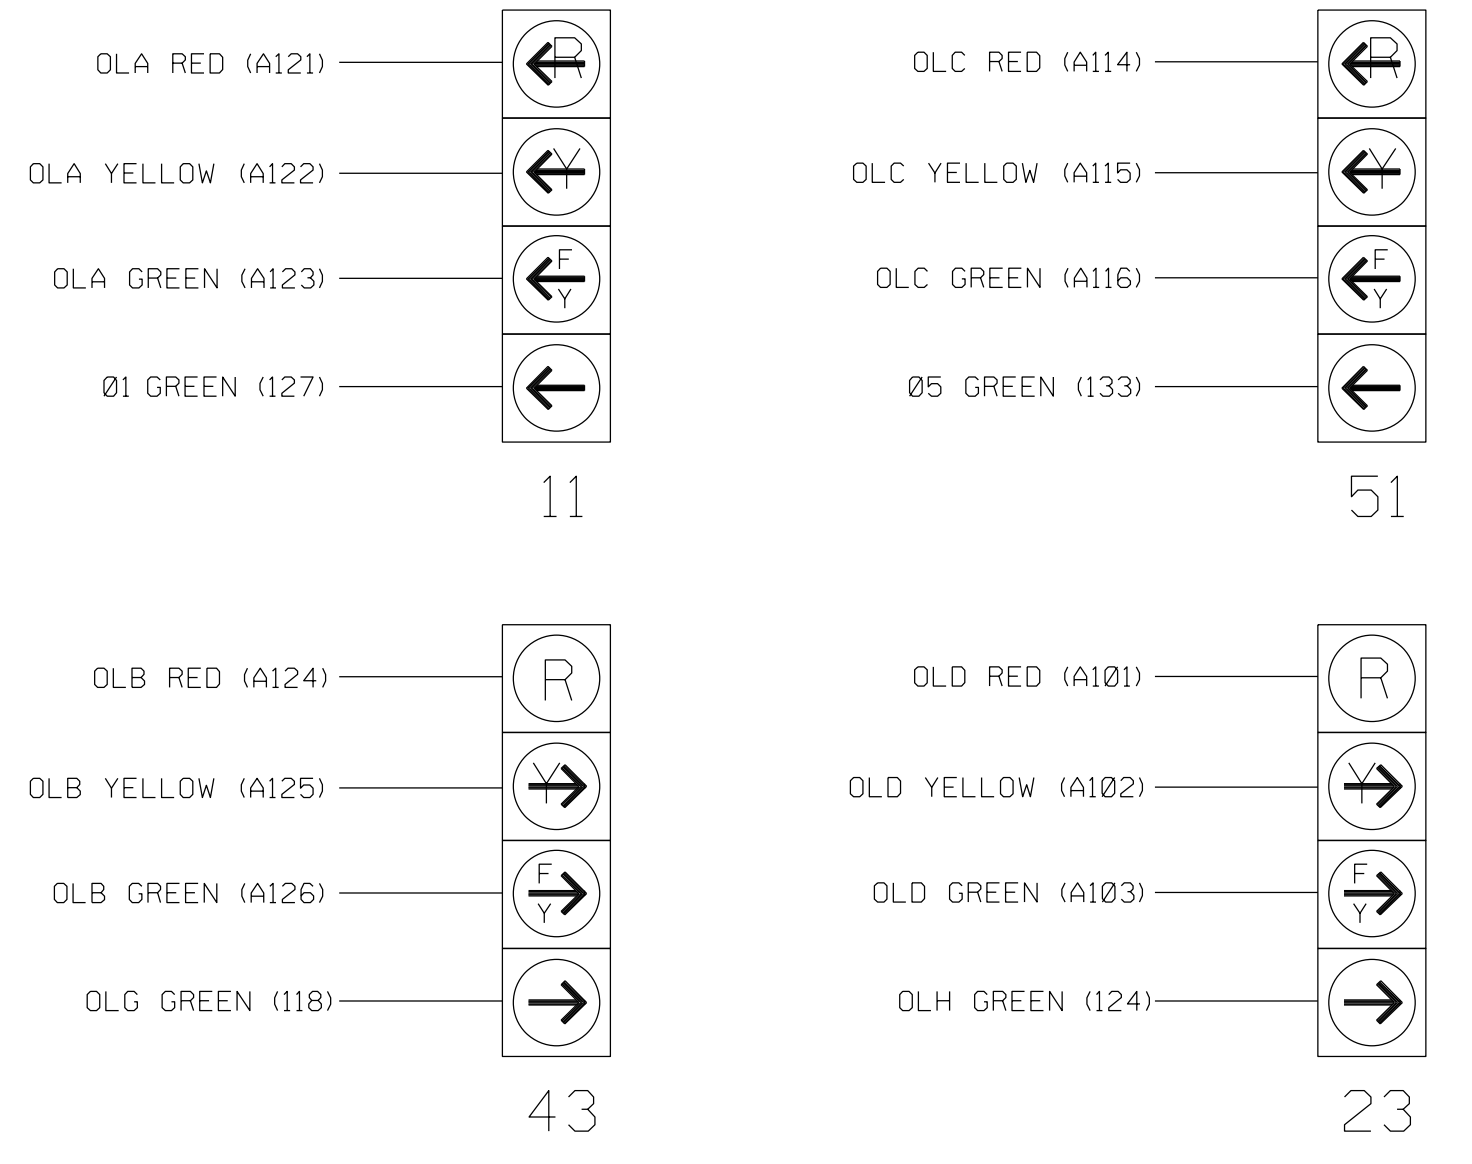 OLA RED (A121)
R
OLA YELLOW (A122)
Y
OLA GREEN (A123)
F
Y
Ø1 GREEN (127)
11
OLC RED (A114)
R
OLC YELLOW (A115)
Y
OLC GREEN (A116)
F
Y
Ø5 GREEN (133)
51
OLB RED (A124)
R
OLB YELLOW (A125)
Y
OLB GREEN (A126)
F
Y
OLG GREEN (118)
43
OLD RED (A1Ø1)
R
OLD YELLOW (A1Ø2)
Y
OLD GREEN (A1Ø3)
F
Y
OLH GREEN (124)
23